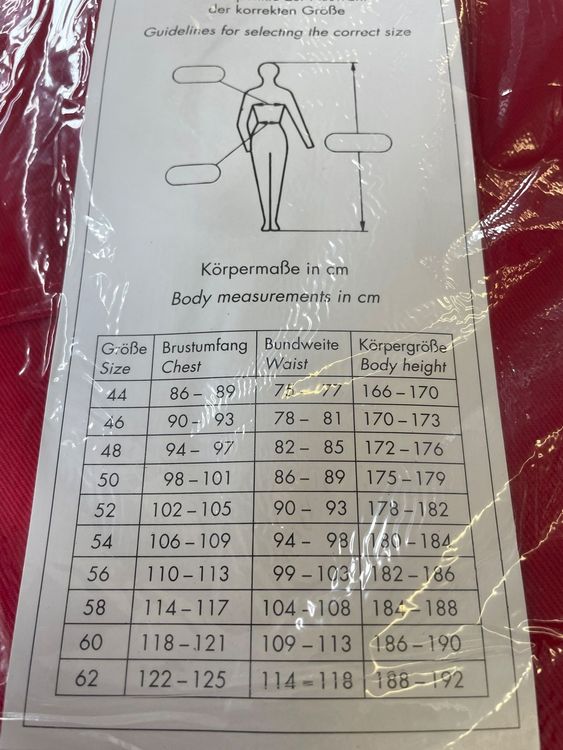 der korrekten Größe
Guidelines for selecting the correct size
Körpermaße in cm
Body measurements in cm
Größe Brustumfang Bundweite Körpergröße
Size Chest Waist Body height
44 86 – 89 75 – 77 166 – 170
46 90 – 93 78 – 81 170 – 173
48 94 – 97 82 – 85 172 – 176
50 98 – 101 86 – 89 175 – 179
52 102 – 105 90 – 93 178 – 182
54 106 – 109 94 – 98 180 – 184
56 110 – 113 99 – 103 182 – 186
58 114 – 117 104 – 108 184 – 188
60 118 – 121 109 – 113 186 – 190
62 122 – 125 114 – 118 188 – 192